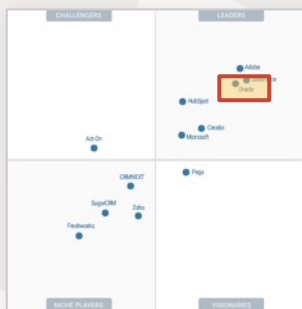 CHALLENGERS
LEADERS
Adobe
Oracle
HubSpot
Creatio
Microsoft
Act-On
CRMNEXT
Pega
SugarCRM
Zoho
Freshworks
NICHE PLAYERS
VISIONARIES